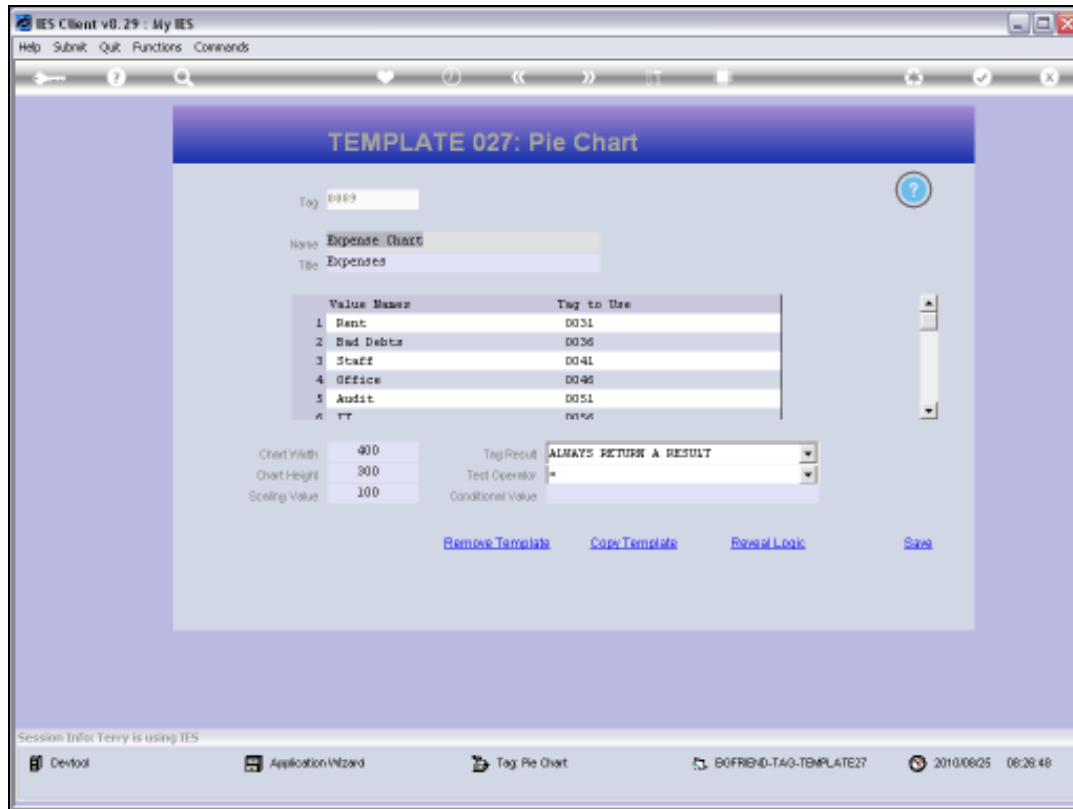 IES Client v8.29 : My IES
Help Submit Quit Functions Commands
TEMPLATE 027: Pie Chart
Tag 0089
Name Expense Chart
Title Expenses
Value Names Tag to Use
1 Rent 0031
2 Bad Debts 0036
3 Staff 0041
4 Office 0046
5 Audit 0051
6 IT 0056
Chart Width 400 Tag Result ALWAYS RETURN A RESULT
Chart Height 300 Test Operator =
Scaling Value 100 Conditional Value
Remove Template Copy Template Reveal Logic Save
Session Info: Terry is using IES
Devtool Application Wizard Tag: Pie Chart BGFRIEND-TAG-TEMPLATE27 2010/08/25 08:26:48